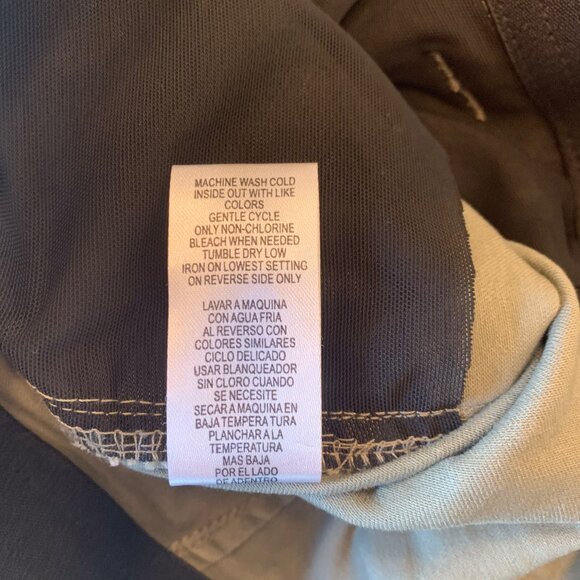 MACHINE WASH COLD
INSIDE OUT WITH LIKE
COLORS
GENTLE CYCLE
ONLY NON-CHLORINE
BLEACH WHEN NEEDED
TUMBLE DRY LOW
IRON ON LOWEST SETTING
ON REVERSE SIDE ONLY
LAVAR A MAQUINA
CON AGUA FRIA
AL REVERSO CON
COLORES SIMILARES
CICLO DELICADO
USAR BLANQUEADOR
SIN CLORO CUANDO
SE NECESITE
SECAR A MAQUINA EN
BAJA TEMPERA TURA
PLANCHAR A LA
TEMPERATURA
MAS BAJA
POR EL LADO
DE ADENTRO